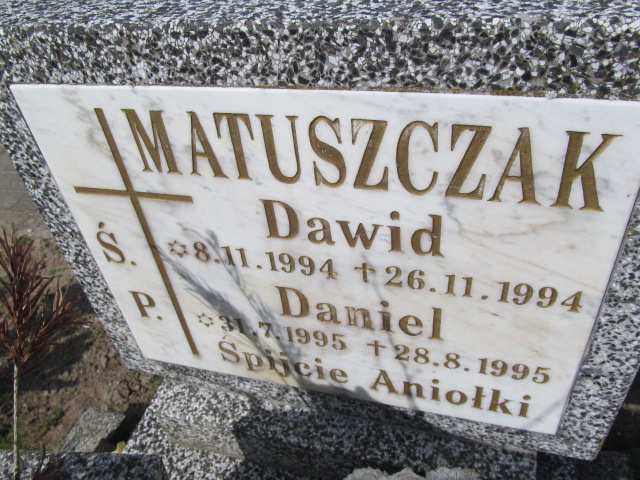 MATUSZCZAK
Dawid
Ś. ✡8.11.1994 ✝26.11.1994
Daniel
P. ✡31.7.1995 ✝28.8.1995
Śpijcie Aniołki